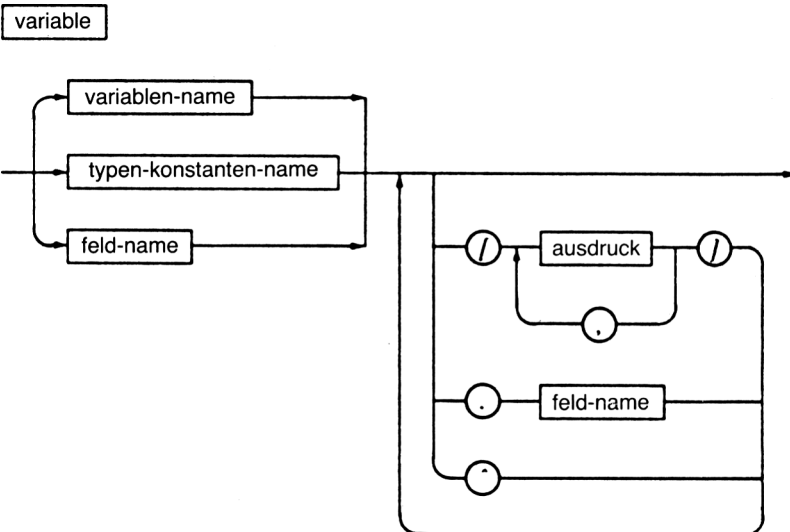 variable
variablen-name
typen-konstanten-name
feld-name
[ ausdruck ]
,
. feld-name
^